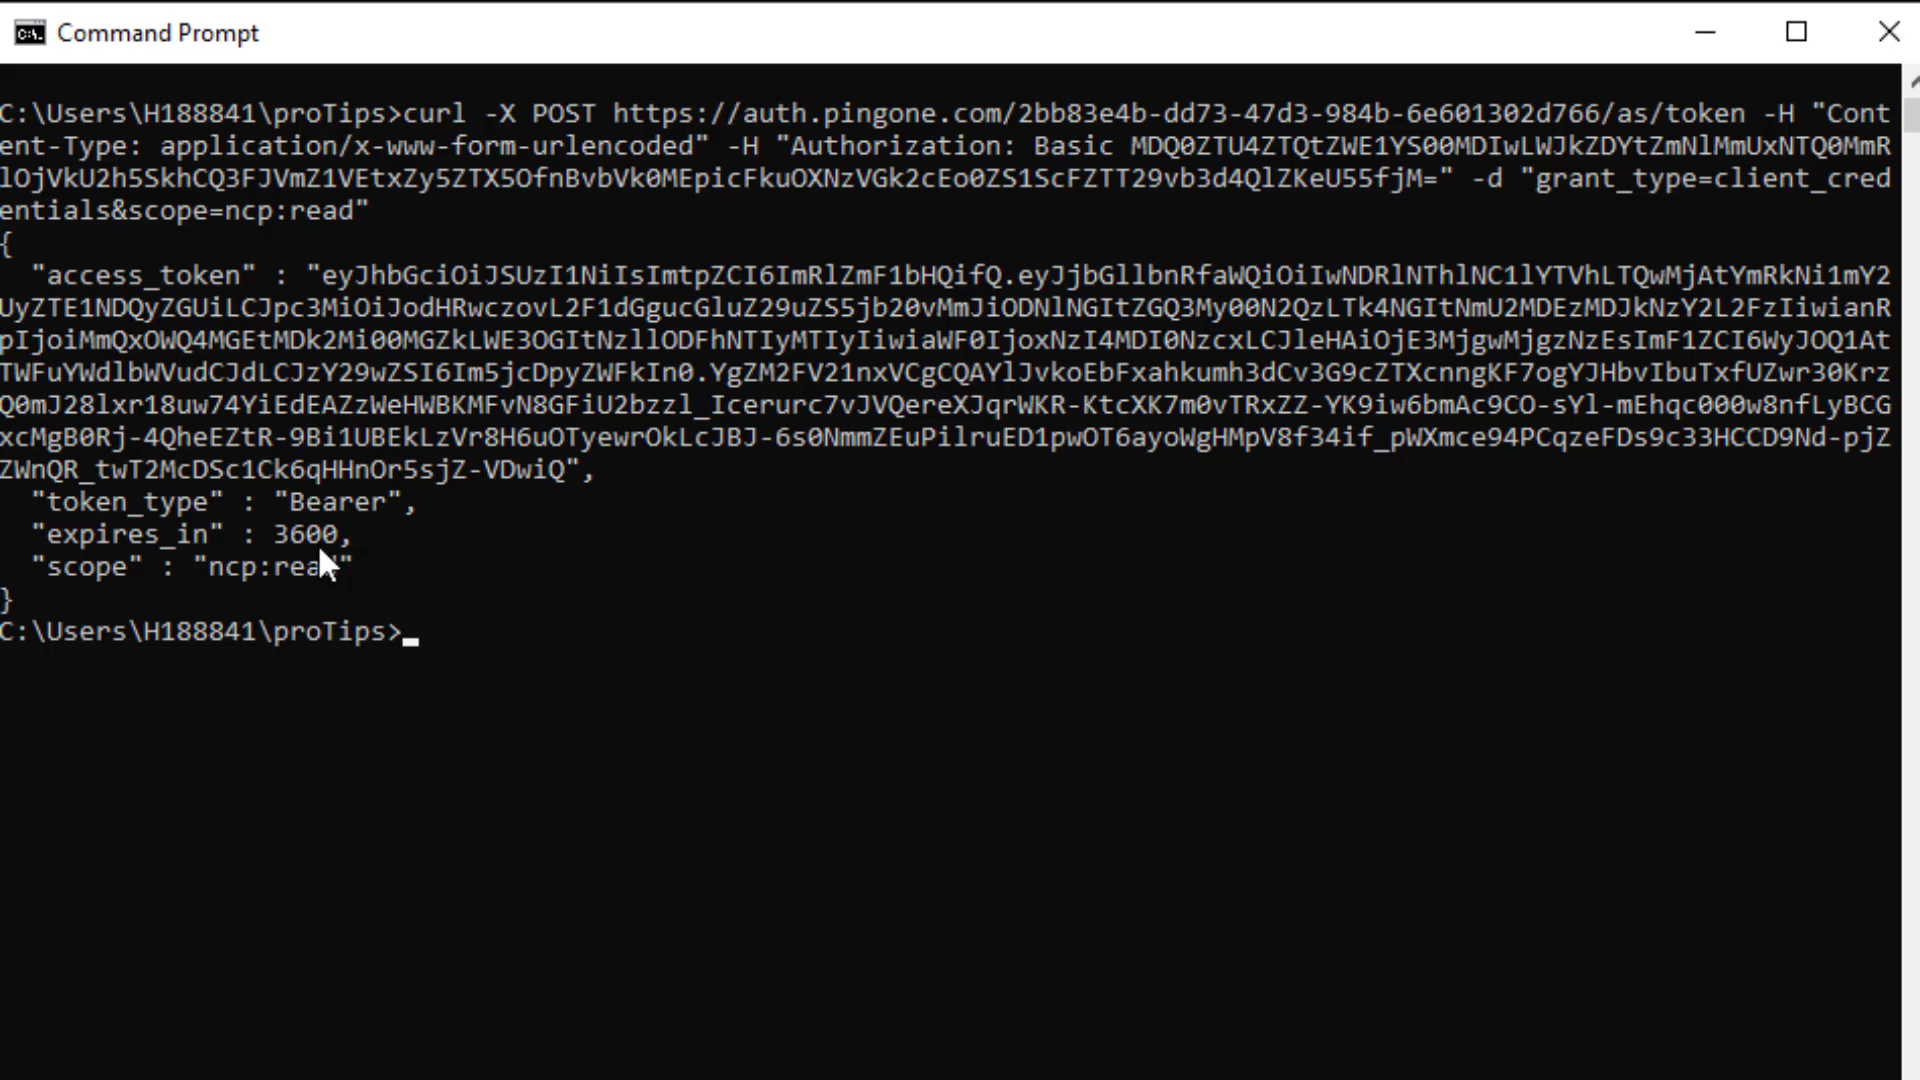 Command Prompt
C:\Users\H188841\proTips>curl -X POST https://auth.pingone.com/2bb83e4b-dd73-47d3-984b-6e601302d766/as/token -H "Cont
ent-Type: application/x-www-form-urlencoded" -H "Authorization: Basic MDQ0ZTU4ZTQtZWE1YS00MDIwLWJkZDYtZmNlMmUxNTQ0MmR
lOjVkU2h5SkhCQ3FJVmZ1VEtxZy5ZTX5OfnBvbVk0MEpicFkuOXNzVGk2cEo0ZS1ScFZTT29vb3d4QlZKeU55fjM=" -d "grant_type=client_cred
entials&scope=ncp:read"
{
"access_token" : "eyJhbGciOiJSUzI1NiIsImtpZCI6ImRlZmF1bHQifQ.eyJjbGllbnRfaWQiOiIwNDRlNThlNC1lYTVhLTQwMjAtYmRkNi1mY2
UyZTE1NDQyZGUiLCJpc3MiOiJodHRwczovL2F1dGgucGluZ29uZS5jb20vMmJiODNlNGItZGQ3My00N2QzLTk4NGItNmU2MDEzMDJkNzY2L2FzIiwianR
pIjoiMmQxOWQ4MGEtMDk2Mi00MGZkLWE3OGItNzllODFhNTIyMTIyIiwiaWF0IjoxNzI4MDI0NzcxLCJleHAiOjE3MjgwMjgzNzEsImF1ZCI6WyJOQ1At
TWFuYWdlbWVudCJdLCJzY29wZSI6Im5jcDpyZWFkIn0.YgZM2FV21nxVCgCQAYlJvkoEbFxahkumh3dCv3G9cZTXcnngKF7ogYJHbvIbuTxfUZwr30Krz
Q0mJ28lxr18uw74YiEdEAZzWeHWBKMFvN8GFiU2bzzl_Icerurc7vJVQereXJqrWKR-KtcXK7m0vTRxZZ-YK9iw6bmAc9CO-sYl-mEhqc000w8nfLyBCG
xcMgB0Rj-4QheEZtR-9Bi1UBEkLzVr8H6uOTyewrOkLcJBJ-6s0NmmZEuPilruED1pwOT6ayoWgHMpV8f34if_pWXmce94PCqzeFDs9c33HCCD9Nd-pjZ
ZWnQR_twT2McDSc1Ck6qHHnOr5sjZ-VDwiQ",
"token_type" : "Bearer",
"expires_in" : 3600,
"scope" : "ncp:read"
}
C:\Users\H188841\proTips>